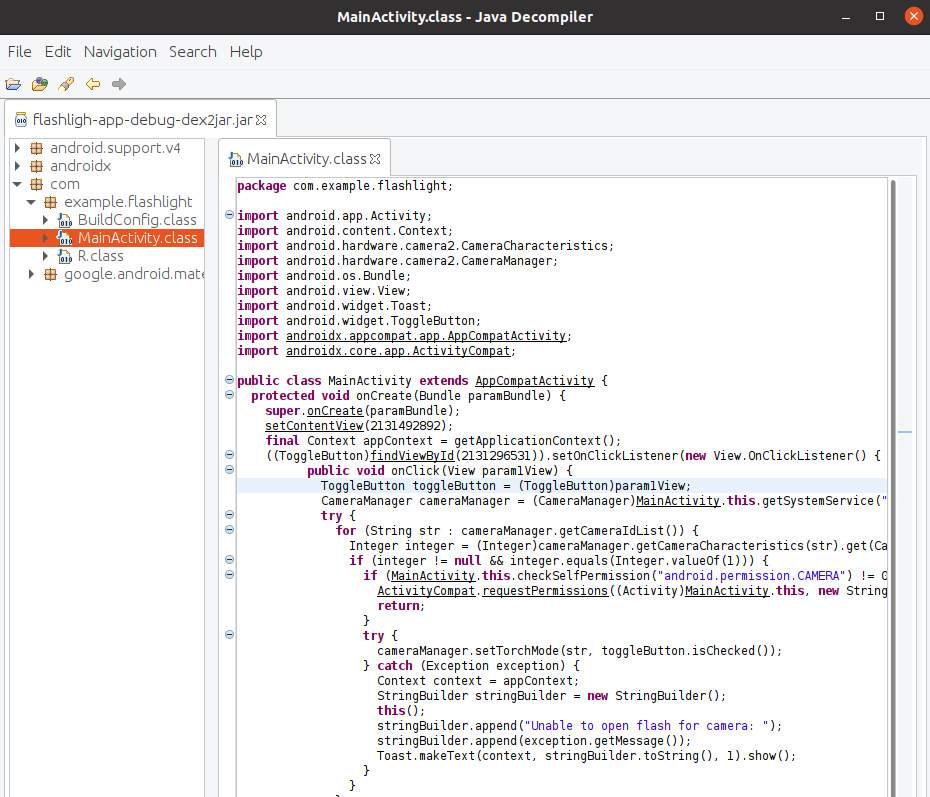 MainActivity.class - Java Decompiler
File Edit Navigation Search Help
flashligh-app-debug-dex2jar.jar
android.support.v4
androidx
com
example.flashlight
BuildConfig.class
MainActivity.class
R.class
google.android.mate
MainActivity.class
package com.example.flashlight;
import android.app.Activity;
import android.content.Context;
import android.hardware.camera2.CameraCharacteristics;
import android.hardware.camera2.CameraManager;
import android.os.Bundle;
import android.view.View;
import android.widget.Toast;
import android.widget.ToggleButton;
import androidx.appcompat.app.AppCompatActivity;
import androidx.core.app.ActivityCompat;
public class MainActivity extends AppCompatActivity {
protected void onCreate(Bundle paramBundle) {
super.onCreate(paramBundle);
setContentView(2131492892);
final Context appContext = getApplicationContext();
((ToggleButton)findViewById(2131296531)).setOnClickListener(new View.OnClickListener() {
public void onClick(View param1View) {
ToggleButton toggleButton = (ToggleButton)param1View;
CameraManager cameraManager = (CameraManager)MainActivity.this.getSystemService("
try {
for (String str : cameraManager.getCameraIdList()) {
Integer integer = (Integer)cameraManager.getCameraCharacteristics(str).get(Ca
if (integer != null && integer.equals(Integer.valueOf(1))) {
if (MainActivity.this.checkSelfPermission("android.permission.CAMERA") != 0
ActivityCompat.requestPermissions((Activity)MainActivity.this, new String
return;
}
try {
cameraManager.setTorchMode(str, toggleButton.isChecked());
} catch (Exception exception) {
Context context = appContext;
StringBuilder stringBuilder = new StringBuilder();
this();
stringBuilder.append("Unable to open flash for camera: ");
stringBuilder.append(exception.getMessage());
Toast.makeText(context, stringBuilder.toString(), 1).show();
}
}